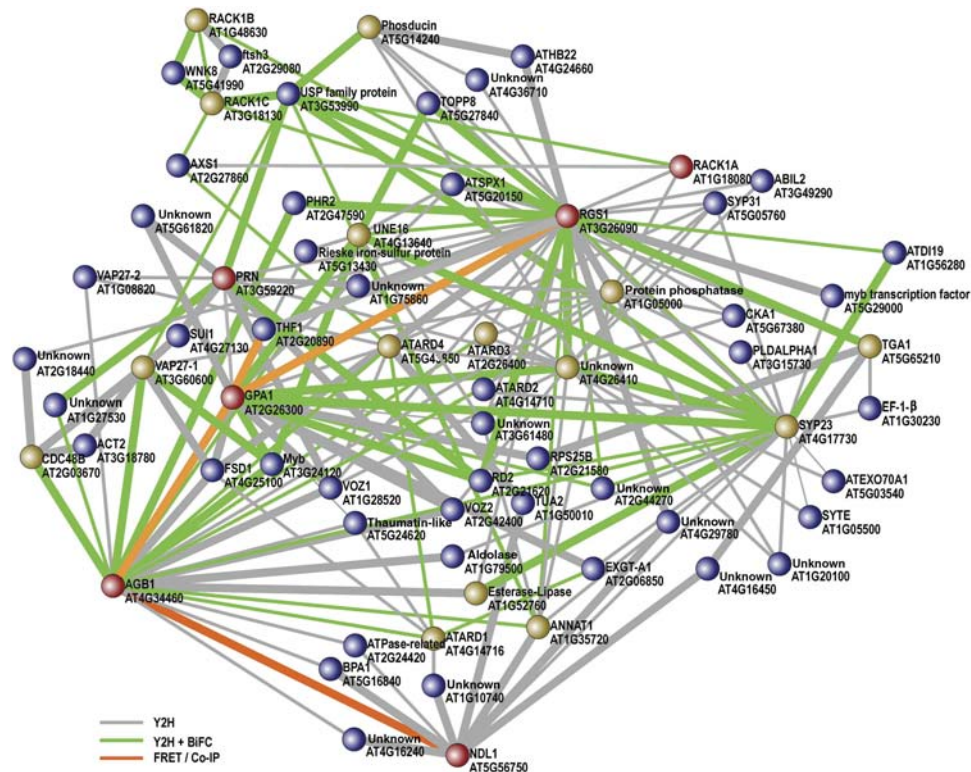 RACK1B
AT1G48630
Phosducin
AT5G14240
ftsh3
AT2G29080
ATHB22
AT4G24660
WNK8
AT5G41990
Unknown
AT4G36710
USP family protein
AT3G53990
RACK1C
AT3G18130
TOPP8
AT5G27840
AXS1
AT2G27860
RACK1A
AT1G18080
ATSPX1
AT5G20150
ABIL2
AT3G49290
PHR2
AT2G47590
SYP31
AT5G05760
Unknown
AT5G61820
RGS1
AT3G26090
UNE16
AT4G13640
Rieske iron-sulfur protein
AT5G13430
ATDI19
AT1G56280
VAP27-2
AT1G08820
PRN
AT3G59220
Unknown
AT1G75860
Protein phosphatase
AT1G05000
myb transcription factor
AT5G29000
CKA1
AT5G67380
SUI1
AT4G27130
THF1
AT2G20890
ATARD4
ATARD3
AT2G26400
PLDALPHA1
AT3G15730
TGA1
AT5G65210
Unknown
AT2G18440
VAP27-1
AT3G60600
Unknown
AT4G26410
Unknown
AT1G27530
GPA1
AT2G26300
ATARD2
AT4G14710
EF-1-β
AT1G30230
Unknown
AT3G61480
SYP23
AT4G17730
ACT2
AT3G18780
CDC48B
AT2G03670
FSD1
AT4G25100
Myb
AT3G24120
RPS25B
AT2G21580
VOZ1
AT1G28520
RD2
AT2G21620
Unknown
AT2G44270
ATEXO70A1
AT5G03540
TUA2
AT1G50010
VOZ2
AT2G42400
Thaumatin-like
AT5G24620
Unknown
AT4G29780
SYTE
AT1G05500
Aldolase
AT1G79500
EXGT-A1
AT2G06850
Unknown
AT4G16450
Unknown
AT1G20100
AGB1
AT4G34460
Esterase-Lipase
AT1G52760
ANNAT1
AT1G35720
ATARD1
AT4G14716
ATPase-related
AT2G24420
BPA1
AT5G16840
Unknown
AT1G10740
Unknown
AT4G16240
NDL1
AT5G56750
Y2H
Y2H + BiFC
FRET / Co-IP